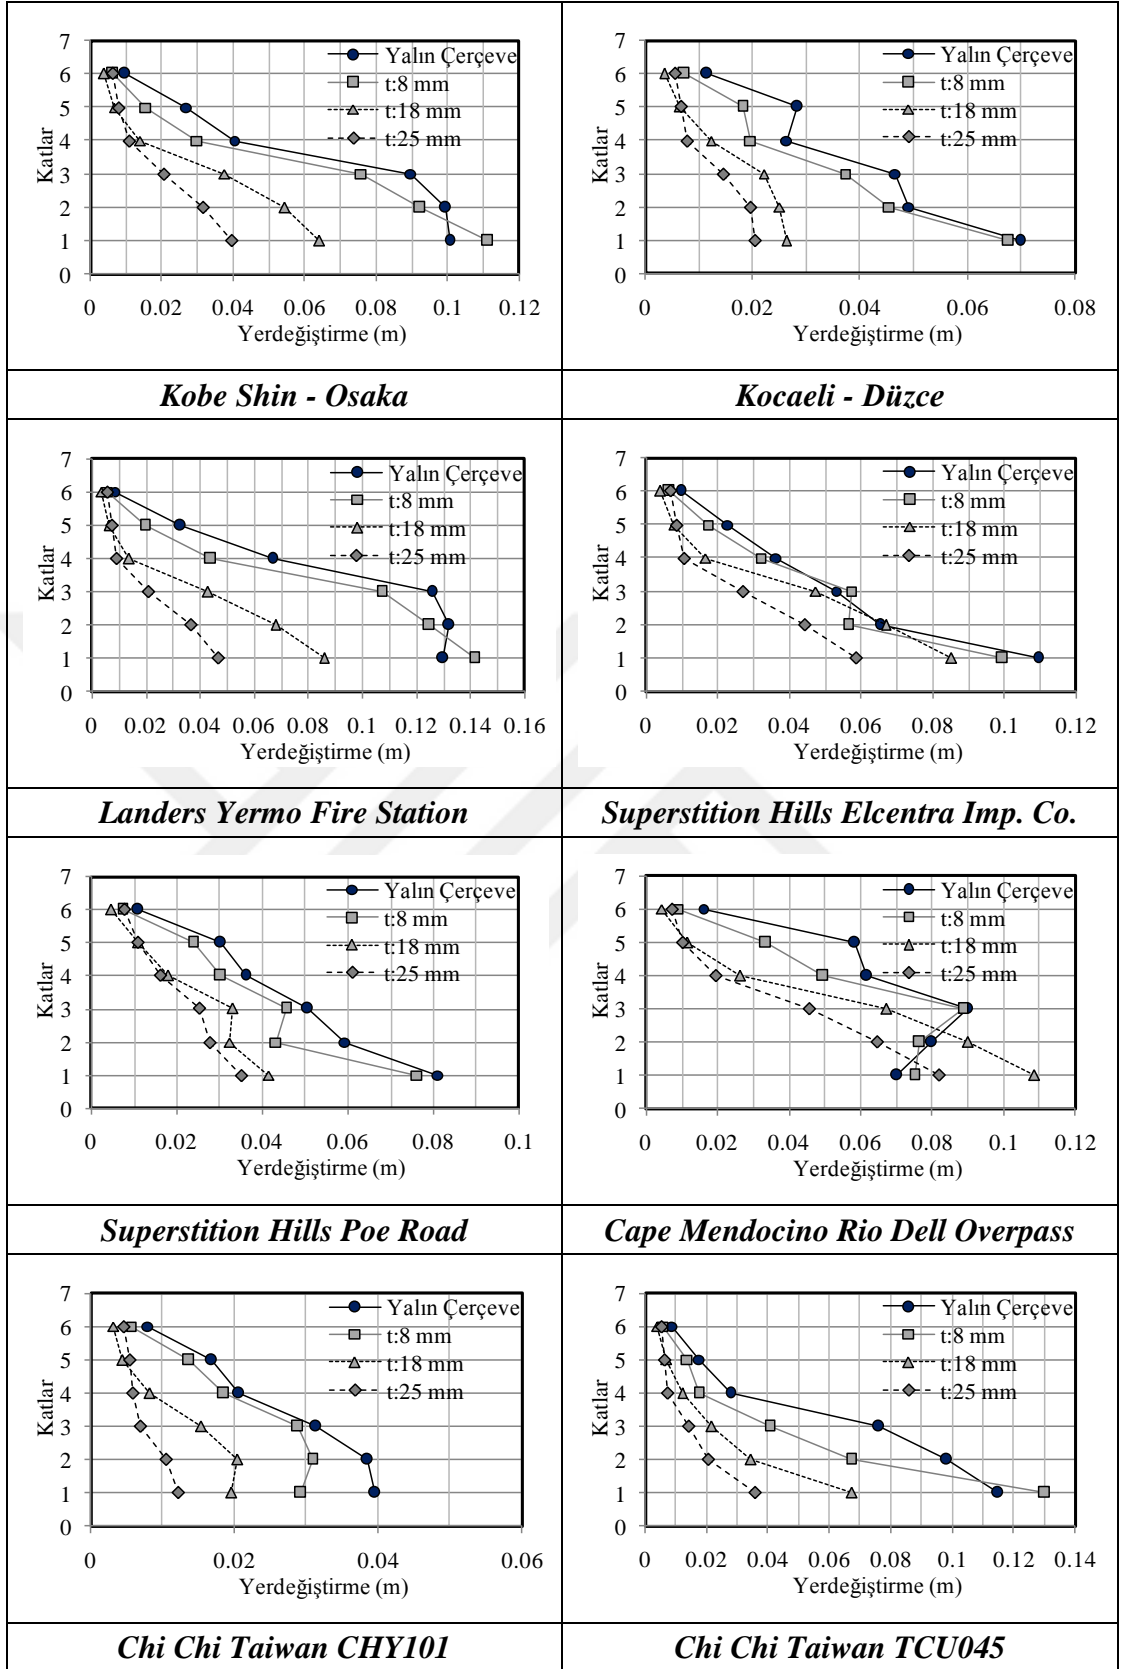 7
6
5
4
3
2
1
0
Katlar
Yalın Çerçeve
t:8 mm
t:18 mm
t:25 mm
0 0.02 0.04 0.06 0.08 0.1 0.12
Yerdeğiştirme (m)
Kobe Shin - Osaka
7
6
5
4
3
2
1
0
Katlar
Yalın Çerçeve
t:8 mm
t:18 mm
t:25 mm
0 0.02 0.04 0.06 0.08
Yerdeğiştirme (m)
Kocaeli - Düzce
7
6
5
4
3
2
1
0
Katlar
Yalın Çerçeve
t:8 mm
t:18 mm
t:25 mm
0 0.02 0.04 0.06 0.08 0.1 0.12 0.14 0.16
Yerdeğiştirme (m)
Landers Yermo Fire Station
7
6
5
4
3
2
1
0
Katlar
Yalın Çerçeve
t:8 mm
t:18 mm
t:25 mm
0 0.02 0.04 0.06 0.08 0.1 0.12
Yerdeğiştirme (m)
Superstition Hills Elcentra Imp. Co.
7
6
5
4
3
2
1
0
Katlar
Yalın Çerçeve
t:8 mm
t:18 mm
t:25 mm
0 0.02 0.04 0.06 0.08 0.1
Yerdeğiştirme (m)
Superstition Hills Poe Road
7
6
5
4
3
2
1
0
Katlar
Yalın Çerçeve
t:8 mm
t:18 mm
t:25 mm
0 0.02 0.04 0.06 0.08 0.1 0.12
Yerdeğiştirme (m)
Cape Mendocino Rio Dell Overpass
7
6
5
4
3
2
1
0
Katlar
Yalın Çerçeve
t:8 mm
t:18 mm
t:25 mm
0 0.02 0.04 0.06
Yerdeğiştirme (m)
Chi Chi Taiwan CHY101
7
6
5
4
3
2
1
0
Katlar
Yalın Çerçeve
t:8 mm
t:18 mm
t:25 mm
0 0.02 0.04 0.06 0.08 0.1 0.12 0.14
Yerdeğiştirme (m)
Chi Chi Taiwan TCU045